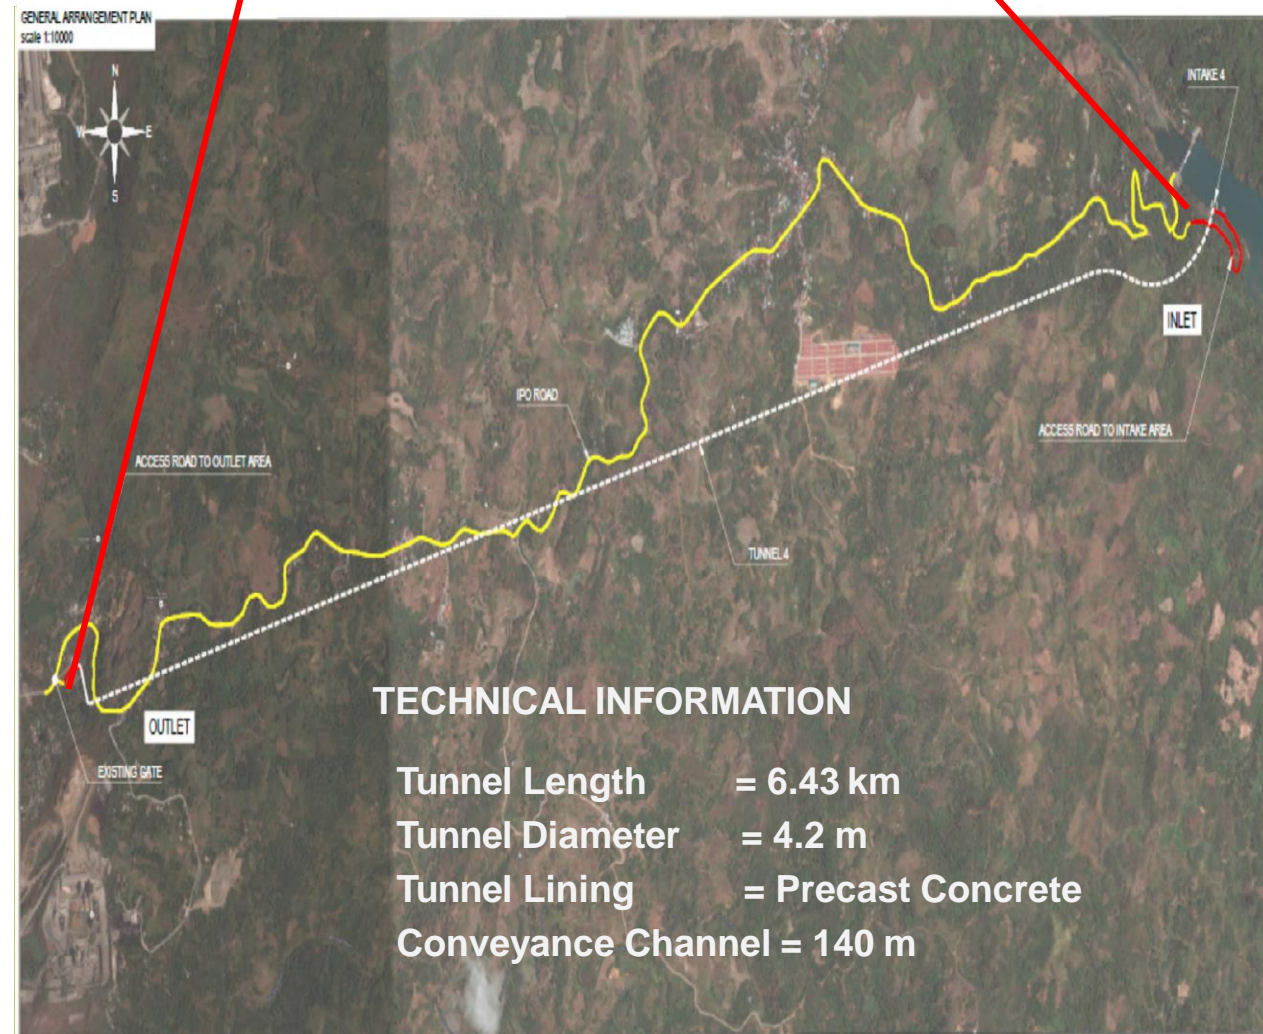 GENERAL ARRANGEMENT PLAN
scale 1:10000
N
W
E
S
INTAKE 4
INLET
IPO ROAD
ACCESS ROAD TO INTAKE AREA
ACCESS ROAD TO OUTLET AREA
TUNNEL 4
OUTLET
EXISTING GATE
TECHNICAL INFORMATION
Tunnel Length = 6.43 km
Tunnel Diameter = 4.2 m
Tunnel Lining = Precast Concrete
Conveyance Channel = 140 m